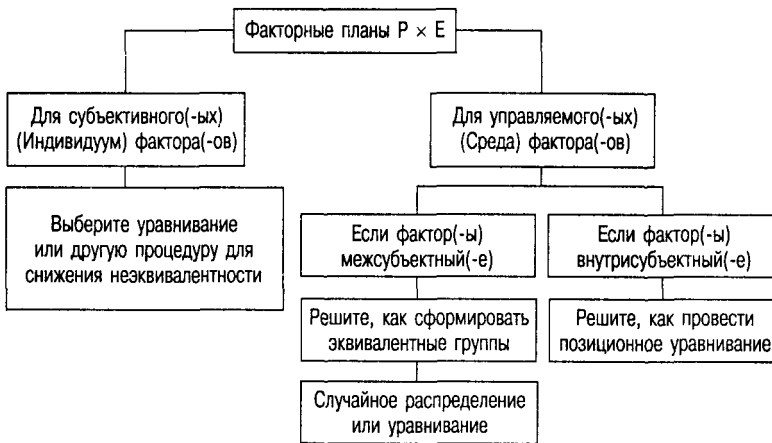 Факторные планы P × E
Для субъективного(-ых)
(Индивидуум) фактора(-ов)
Выберите уравнивание
или другую процедуру для
снижения неэквивалентности
Для управляемого(-ых)
(Среда) фактора(-ов)
Если фактор(-ы)
межсубъектный(-е)
Решите, как сформировать
эквивалентные группы
Случайное распределение
или уравнивание
Если фактор(-ы)
внутрисубъектный(-е)
Решите, как провести
позиционное уравнивание